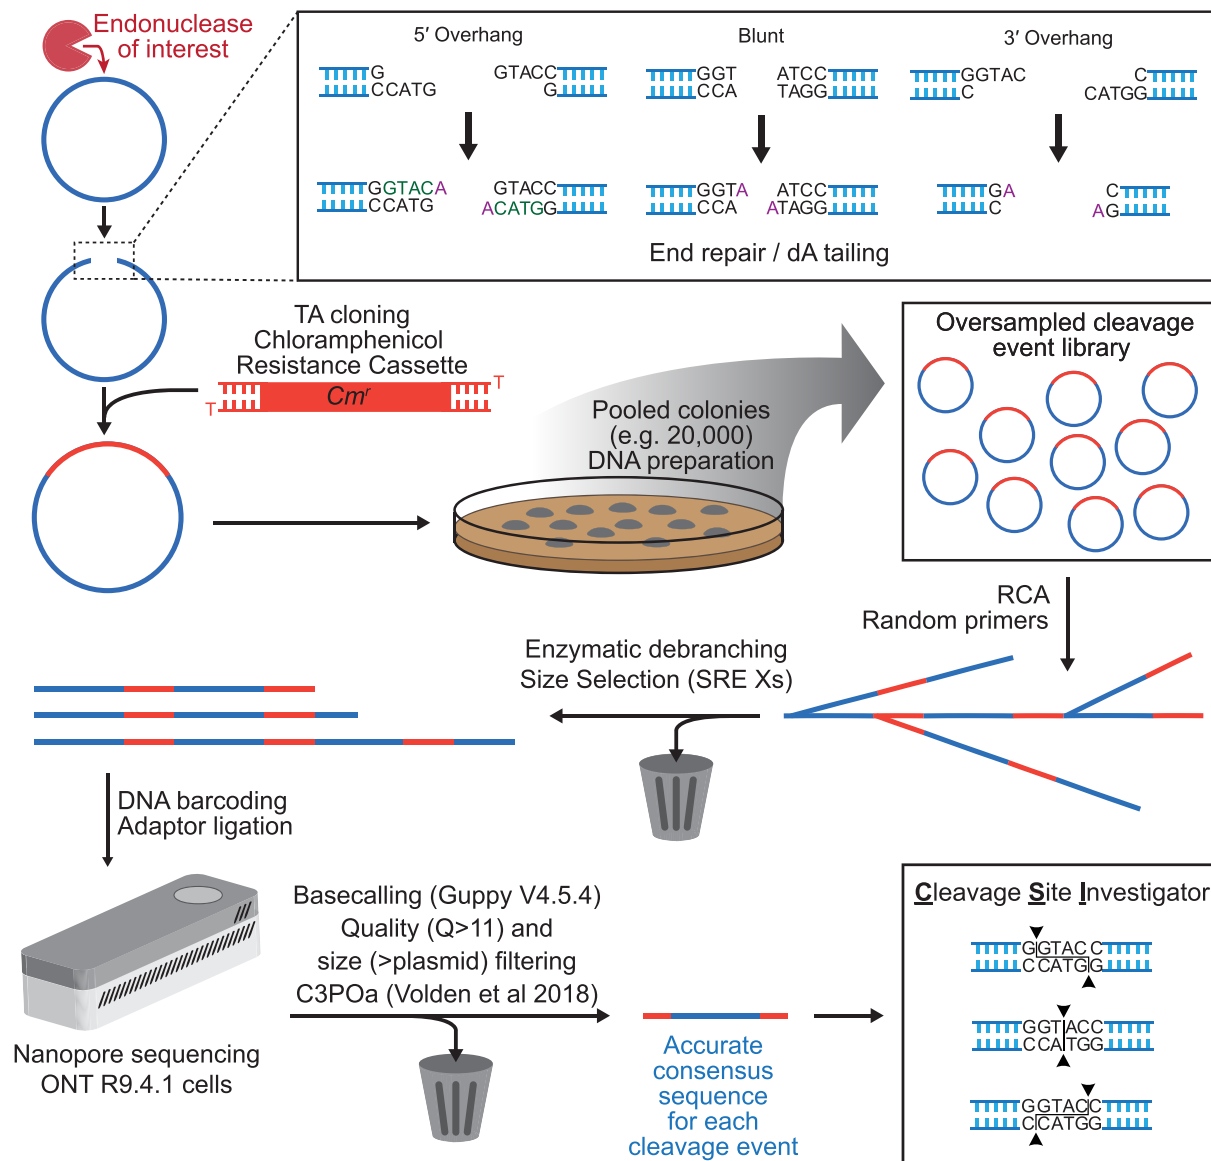 Endonuclease
of interest
5′ Overhang
Blunt
3′ Overhang
G
GTACC
GGT
ATCC
GGTAC
C
CCATG
G
CCA
TAGG
C
CATGG
GGTACA
GTACC
GGTA
ATCC
GA
C
CCATG
ACATGG
CCA
ATAGG
C
AG
End repair / dA tailing
TA cloning
Chloramphenicol
Resistance Cassette
T
Cmʳ
T
Pooled colonies
(e.g. 20,000)
DNA preparation
Oversampled cleavage
event library
RCA
Random primers
Enzymatic debranching
Size Selection (SRE Xs)
DNA barcoding
Adaptor ligation
Nanopore sequencing
ONT R9.4.1 cells
Basecalling (Guppy V4.5.4)
Quality (Q>11) and
size (>plasmid) filtering
C3POa (Volden et al 2018)
Accurate
consensus
sequence
for each
cleavage event
Cleavage Site Investigator
GGTACC
CCATGG
GGTACC
CCATGG
GGTACC
CCATGG